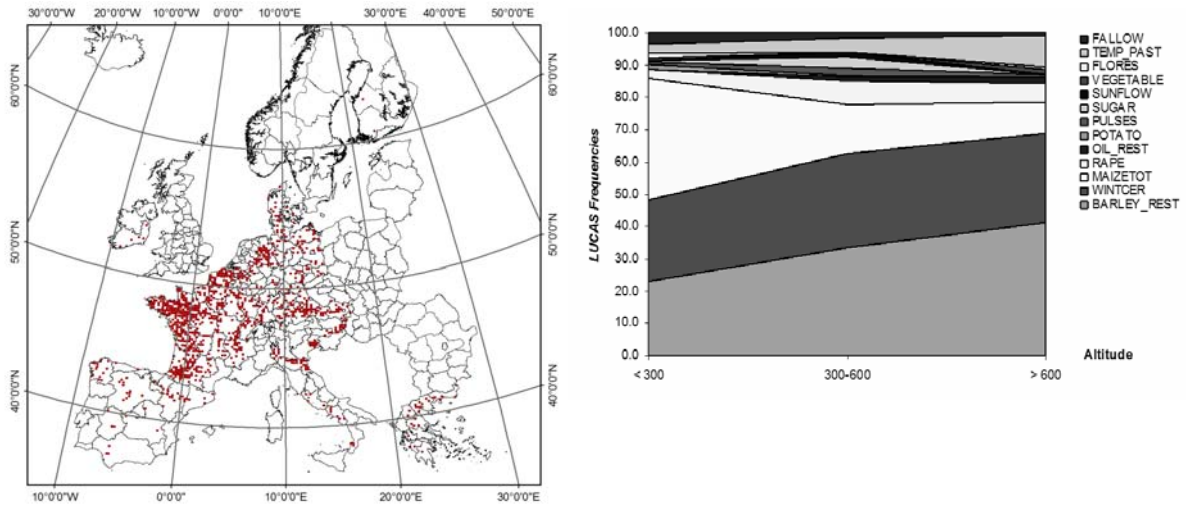 30°0'0"W 20°0'0"W 10°0'0"W 0°0'0" 10°0'0"E 20°0'0"E 30°0'0"E 40°0'0"E 50°0'0"E
60°0'0"N
50°0'0"N
40°0'0"N
60°0'0"N
50°0'0"N
40°0'0"N
10°0'0"W 0°0'0" 10°0'0"E 20°0'0"E 30°0'0"E
LUCAS Frequencies
100.0
90.0
80.0
70.0
60.0
50.0
40.0
30.0
20.0
10.0
0.0
<300 300-600 >600
Altitude
FALLOW
TEMP_PAST
FLORES
VEGETABLE
SUNFLOW
SUGAR
PULSES
POTATO
OIL_REST
RAPE
MAIZETOT
WINTCER
BARLEY_REST